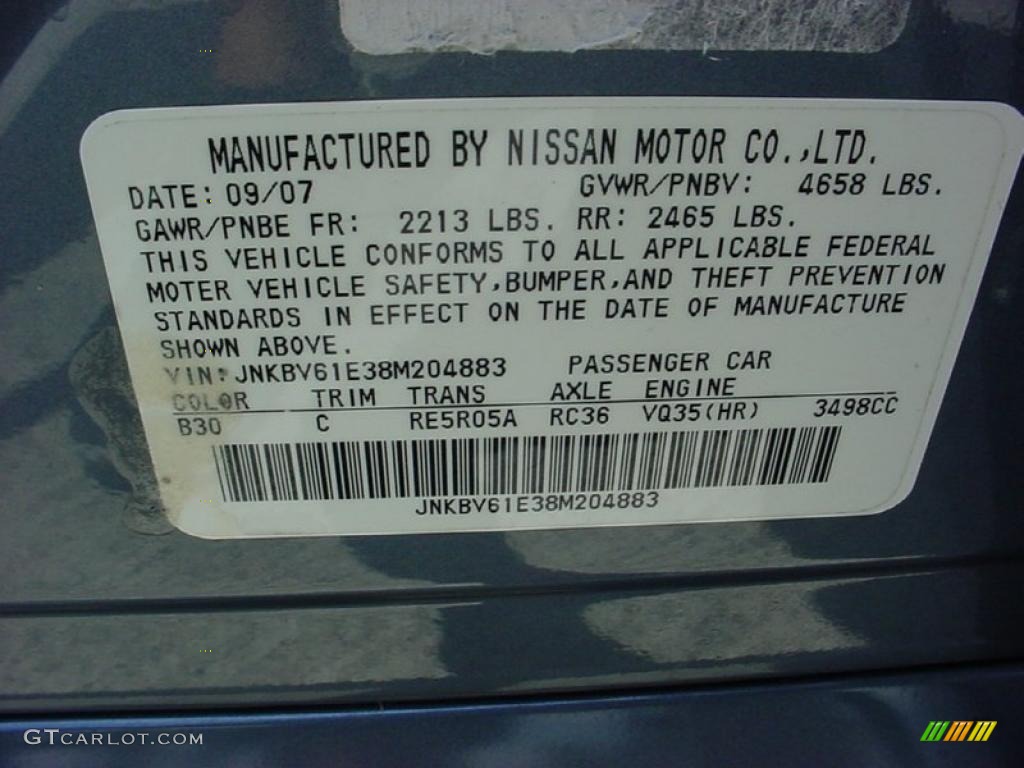 MANUFACTURED BY NISSAN MOTOR CO.,LTD.
DATE: 09/07 GVWR/PNBV: 4658 LBS.
GAWR/PNBE FR: 2213 LBS. RR: 2465 LBS.
THIS VEHICLE CONFORMS TO ALL APPLICABLE FEDERAL
MOTER VEHICLE SAFETY,BUMPER,AND THEFT PREVENTION
STANDARDS IN EFFECT ON THE DATE OF MANUFACTURE
SHOWN ABOVE.
VIN:JNKBV61E38M204883 PASSENGER CAR
COLOR TRIM TRANS AXLE ENGINE
B30 C RE5R05A RC36 VQ35(HR) 3498CC
JNKBV61E38M204883
GTCARLOT.COM